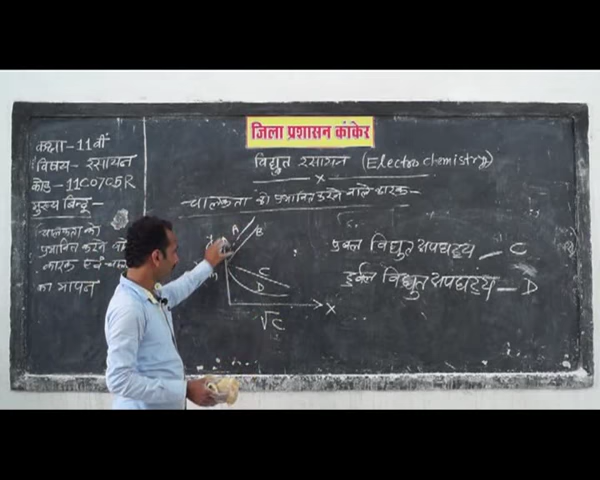 जिला प्रशासन कांकेर
कक्षा - 11वीं
विषय - रसायन
कोड - 11C07C5R
मुख्य बिन्दु -
चालकता को
प्रभावित करने वाले
कारक एवं
का मापन
विद्युत रसायन (Electrochemistry)
x
चालकता को प्रभावित करने वाले कारक -
A
B
C
D
√C
X
प्रबल विद्युत अपघट्य - C
दुर्बल विद्युत अपघट्य - D